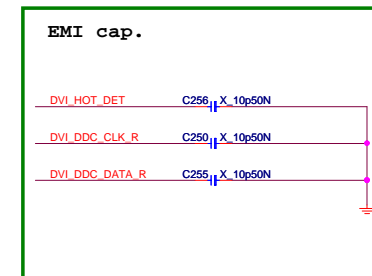 EMI cap.
DVI_HOT_DET C256 X_10p50N
DVI_DDC_CLK_R C250 X_10p50N
DVI_DDC_DATA_R C255 X_10p50N